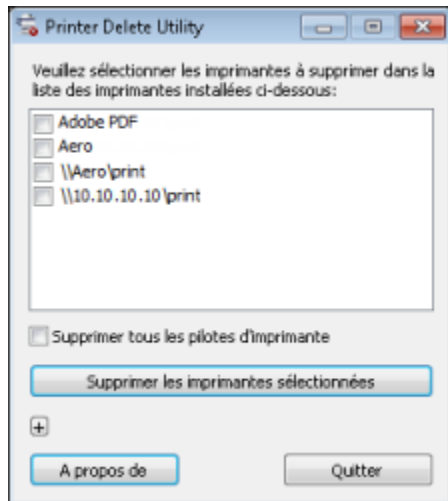 Printer Delete Utility
Veuillez sélectionner les imprimantes à supprimer dans la
liste des imprimantes installées ci-dessous:
Adobe PDF
Aero
\\Aero\print
\\10.10.10.10\print
Supprimer tous les pilotes d'imprimante
Supprimer les imprimantes sélectionnées
A propos de
Quitter